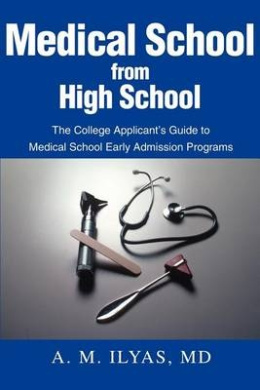 Medical School
from
High School
The College Applicant's Guide to
Medical School Early Admission Programs
A. M. ILYAS, MD